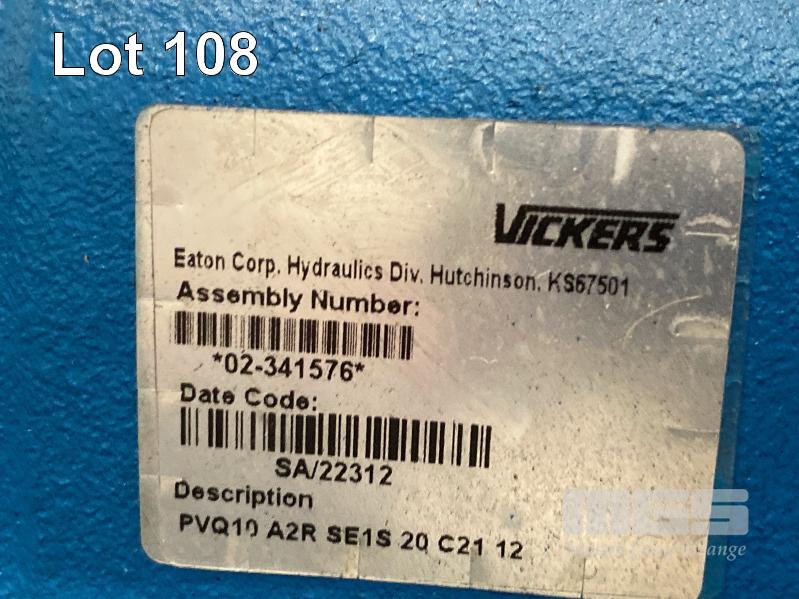 Lot 108
VICKERS
Eaton Corp. Hydraulics Div. Hutchinson, KS67501
Assembly Number:
*02-341576*
Date Code:
SA/22312
Description
PVQ10 A2R SE1S 20 C21 12
MGS